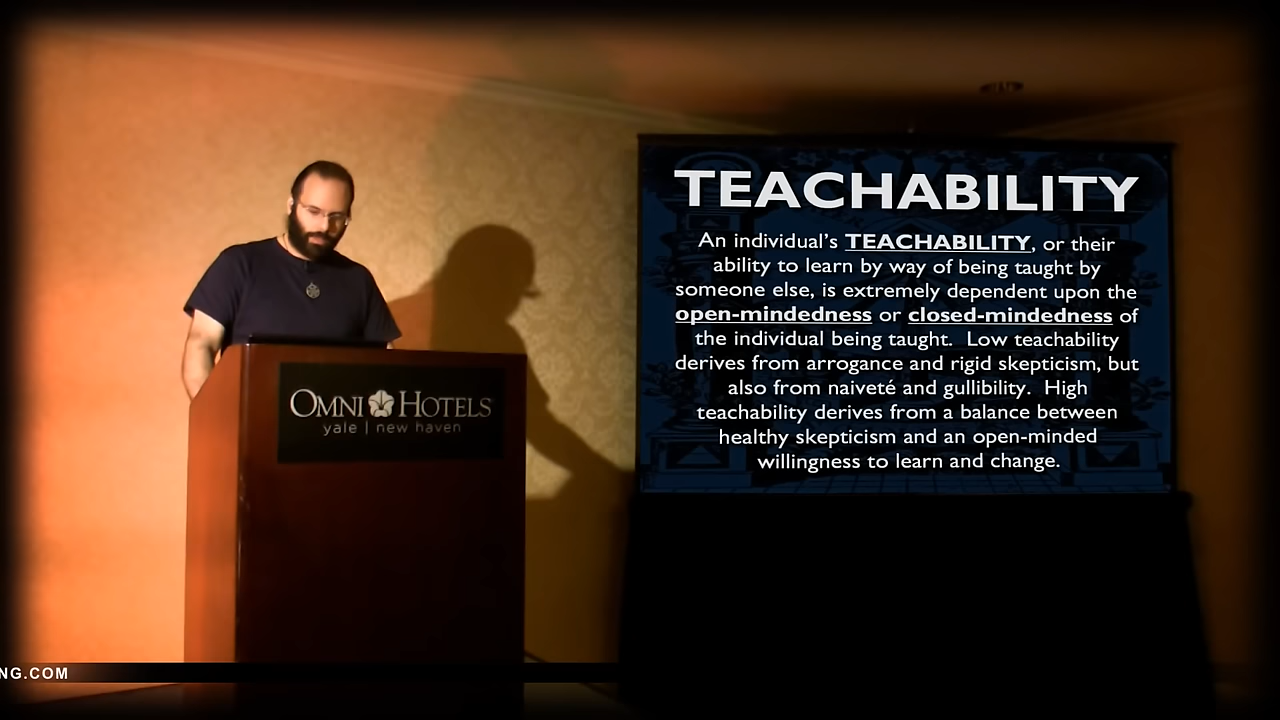 TEACHABILITY
An individual's TEACHABILITY, or their
ability to learn by way of being taught by
someone else, is extremely dependent upon the
open-mindedness or closed-mindedness of
the individual being taught.  Low teachability
derives from arrogance and rigid skepticism, but
also from naiveté and gullibility.  High
teachability derives from a balance between
healthy skepticism and an open-minded
willingness to learn and change.
OMNI HOTELS
yale | new haven
NG.COM